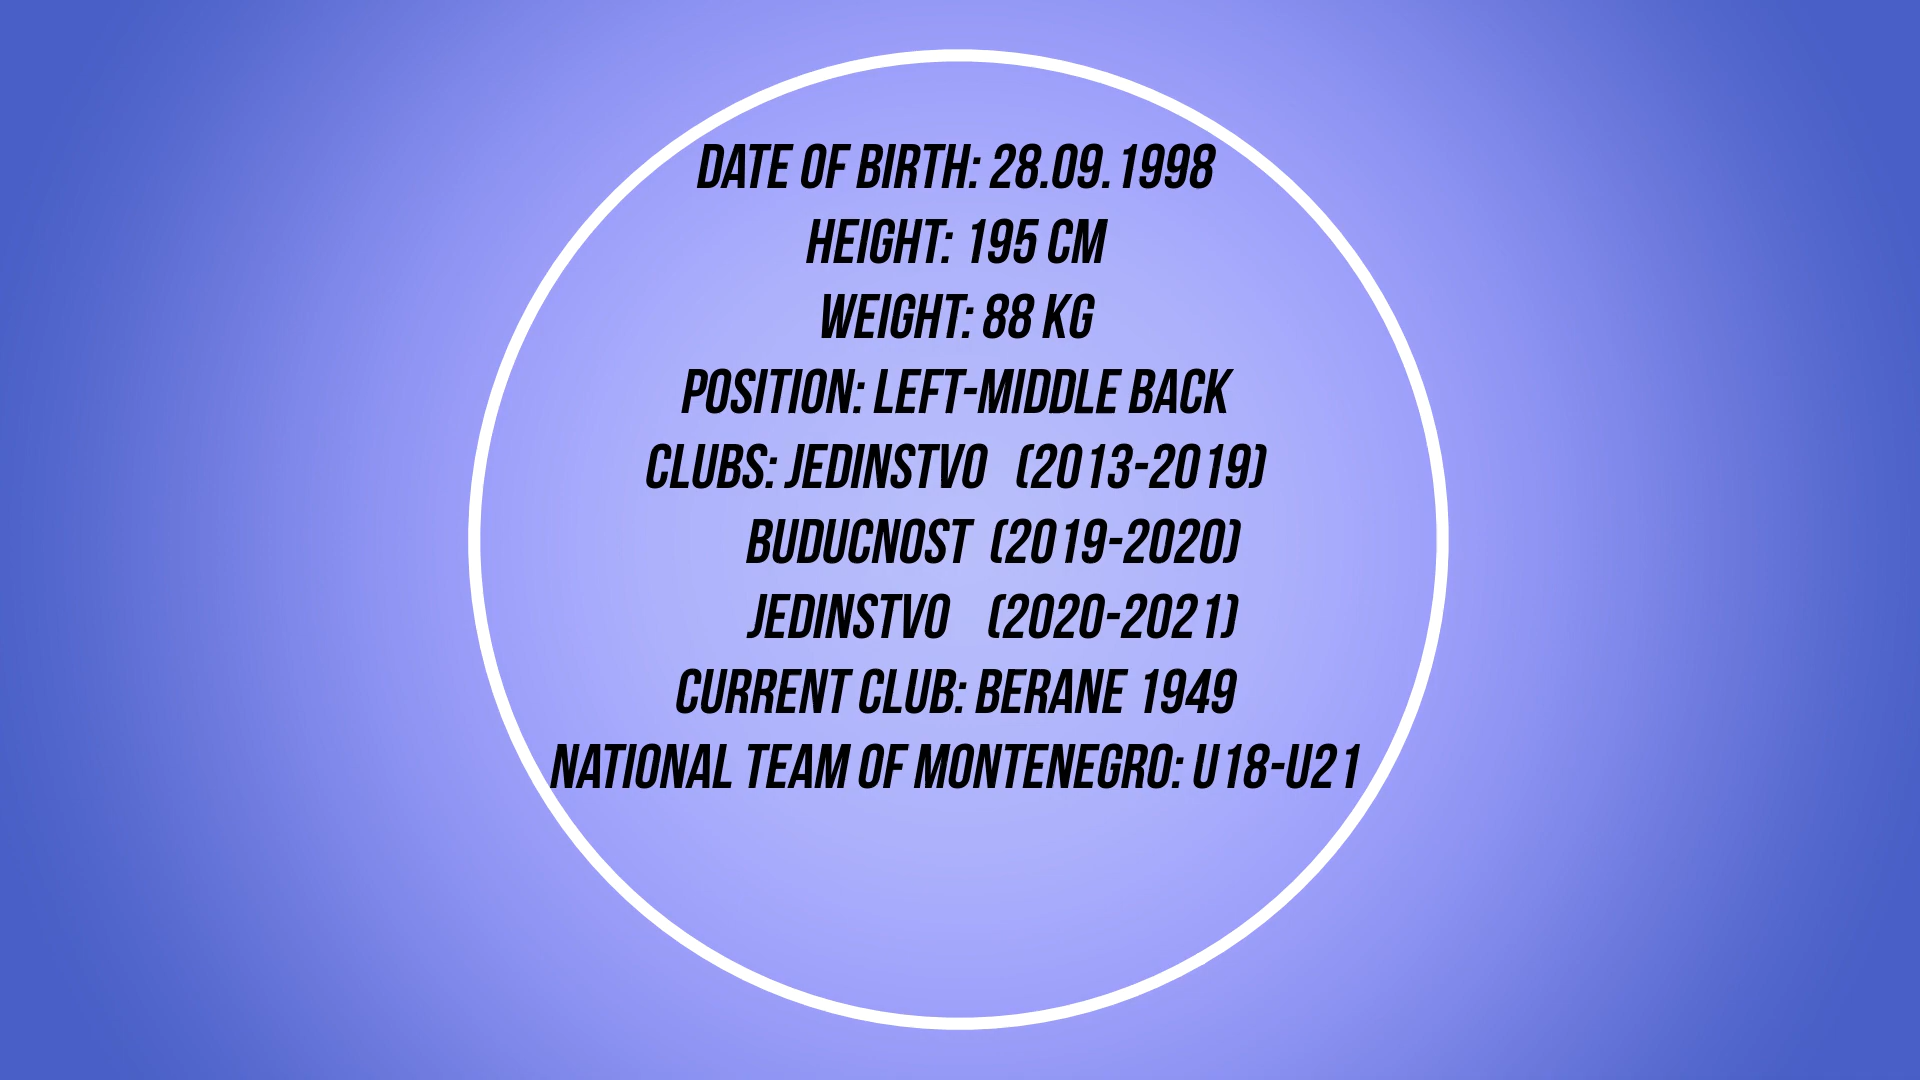 DATE OF BIRTH: 28.09.1998
HEIGHT: 195 CM
WEIGHT: 88 KG
POSITION: LEFT-MIDDLE BACK
CLUBS: JEDINSTVO (2013-2019)
BUDUCNOST (2019-2020)
JEDINSTVO (2020-2021)
CURRENT CLUB: BERANE 1949
NATIONAL TEAM OF MONTENEGRO: U18-U21